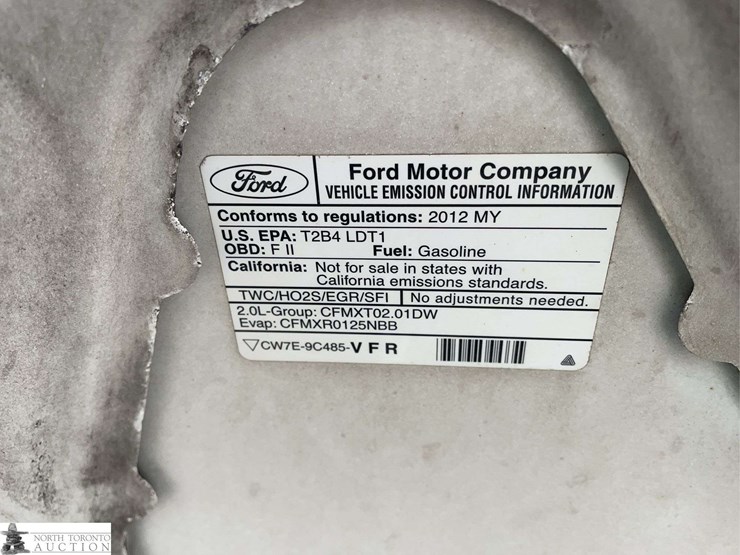 Ford
Ford Motor Company
VEHICLE EMISSION CONTROL INFORMATION
Conforms to regulations: 2012 MY
U.S. EPA: T2B4 LDT1
OBD: F II Fuel: Gasoline
California: Not for sale in states with
California emissions standards.
TWC/HO2S/EGR/SFI No adjustments needed.
2.0L-Group: CFMXT02.01DW
Evap: CFMXR0125NBB
▽CW7E-9C485-V F R
NORTH TORONTO
AUCTION